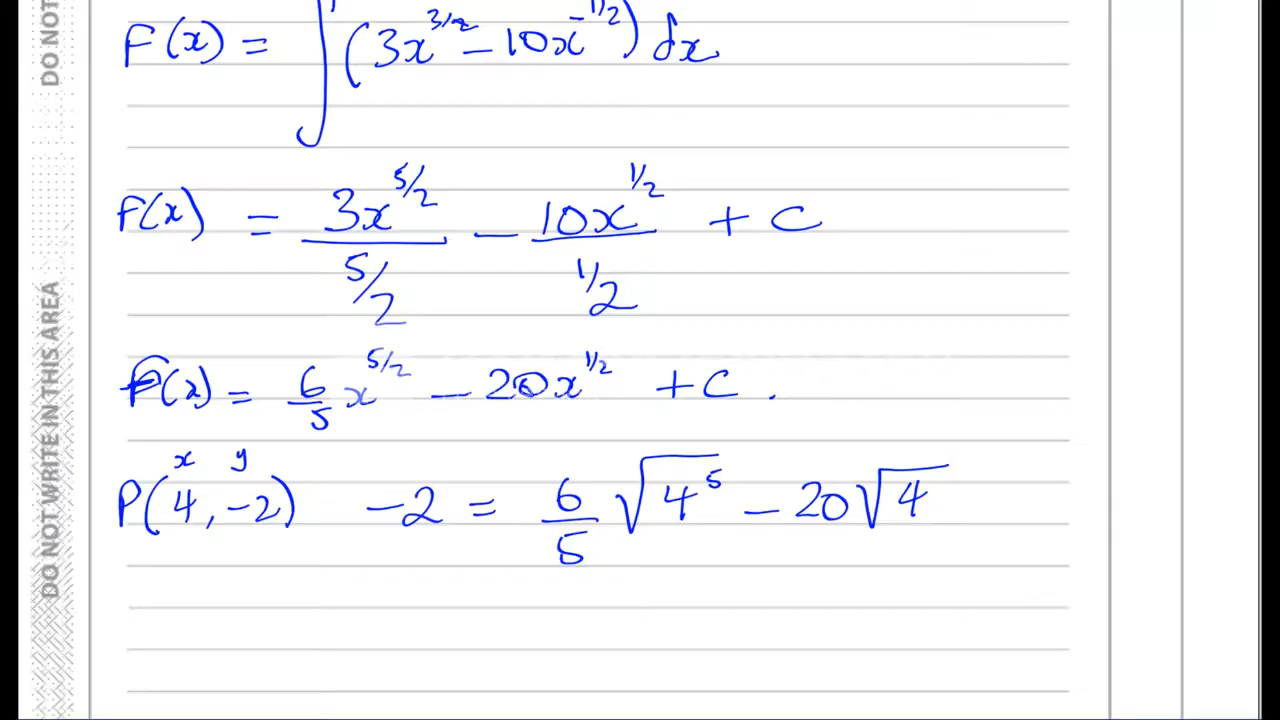 DO NOT
F(x) = ∫ (3x^{3/2} - 10x^{-1/2}) dx
F(x) = 3x^{5/2} / 5/2 - 10x^{1/2} / 1/2 + C
F(x) = 6/5 x^{5/2} - 20x^{1/2} + C .
x y
P(4, -2) -2 = 6/5 √4^5 - 20√4
DO NOT WRITE IN THIS AREA